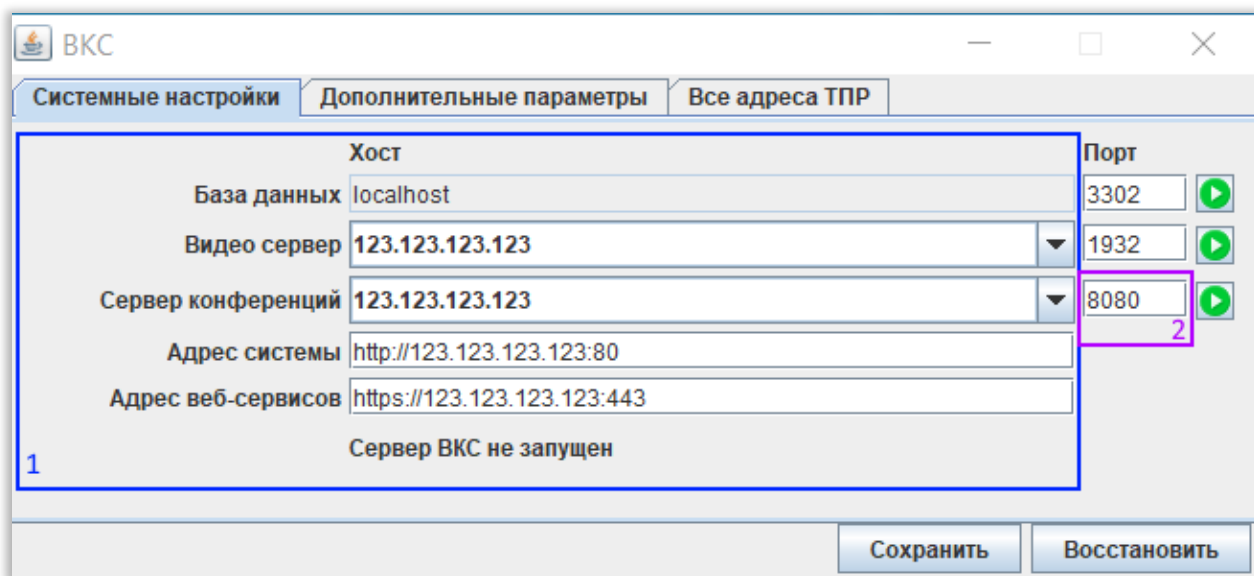 ВКС
Системные настройки Дополнительные параметры Все адреса ТПР
Хост Порт
База данных localhost 3302
Видео сервер 123.123.123.123 1932
Сервер конференций 123.123.123.123 8080
2
Адрес системы http://123.123.123.123:80
Адрес веб-сервисов https://123.123.123.123:443
Сервер ВКС не запущен
1
Сохранить Восстановить